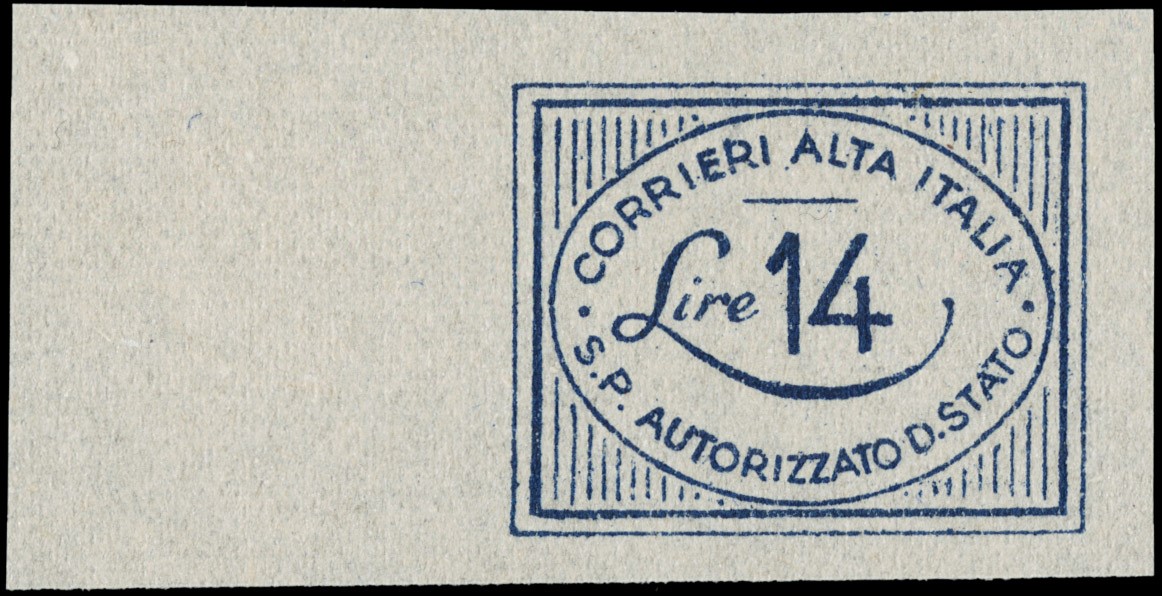 CORRIERI ALTA ITALIA
Lire 14
· S.P. AUTORIZZATO D. STATO ·